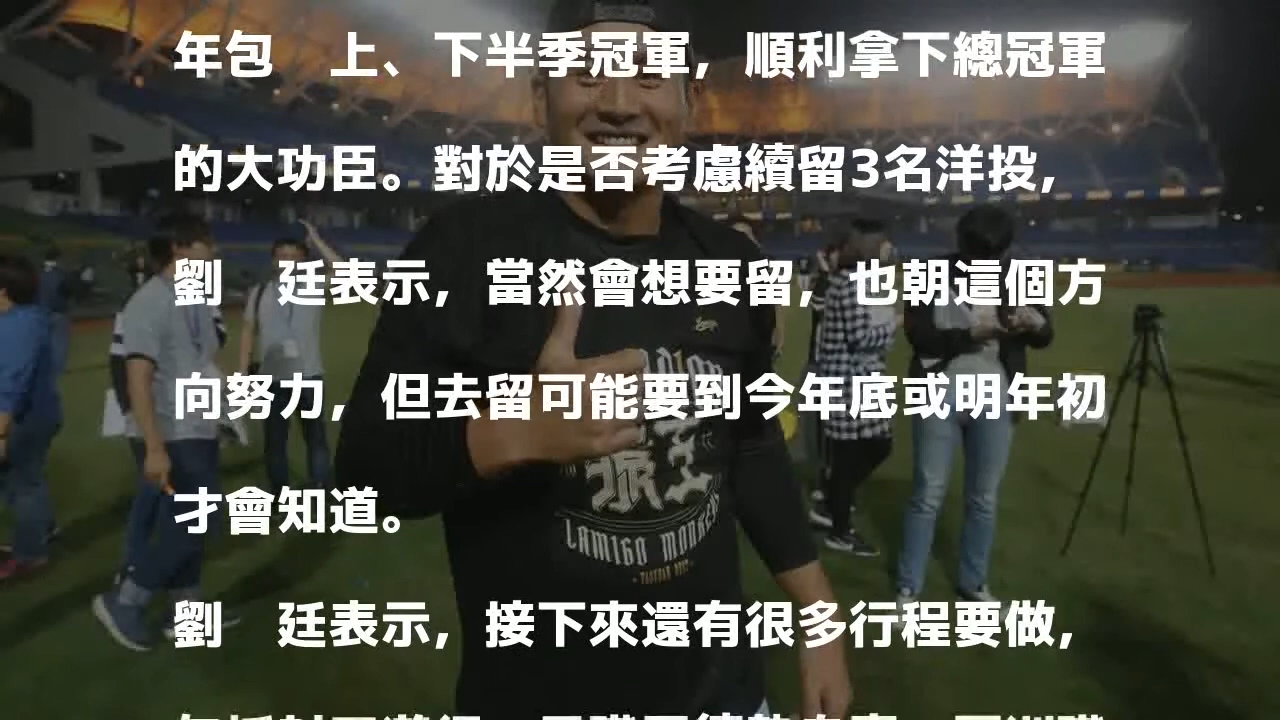 年包　上、下半季冠軍，順利拿下總冠軍
的大功臣。對於是否考慮續留3名洋投，
劉　廷表示，當然會想要留，也朝這個方
向努力，但去留可能要到今年底或明年初
才會知道。
劉　廷表示，接下來還有很多行程要做，
LAMIGO MONKEYS